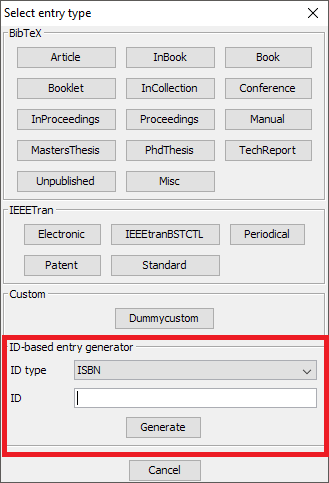 Select entry type
BibTeX
Article InBook Book
Booklet InCollection Conference
InProceedings Proceedings Manual
MastersThesis PhdThesis TechReport
Unpublished Misc
IEEETran
Electronic IEEEtranBSTCTL Periodical
Patent Standard
Custom
Dummycustom
ID-based entry generator
ID type ISBN
ID
Generate
Cancel